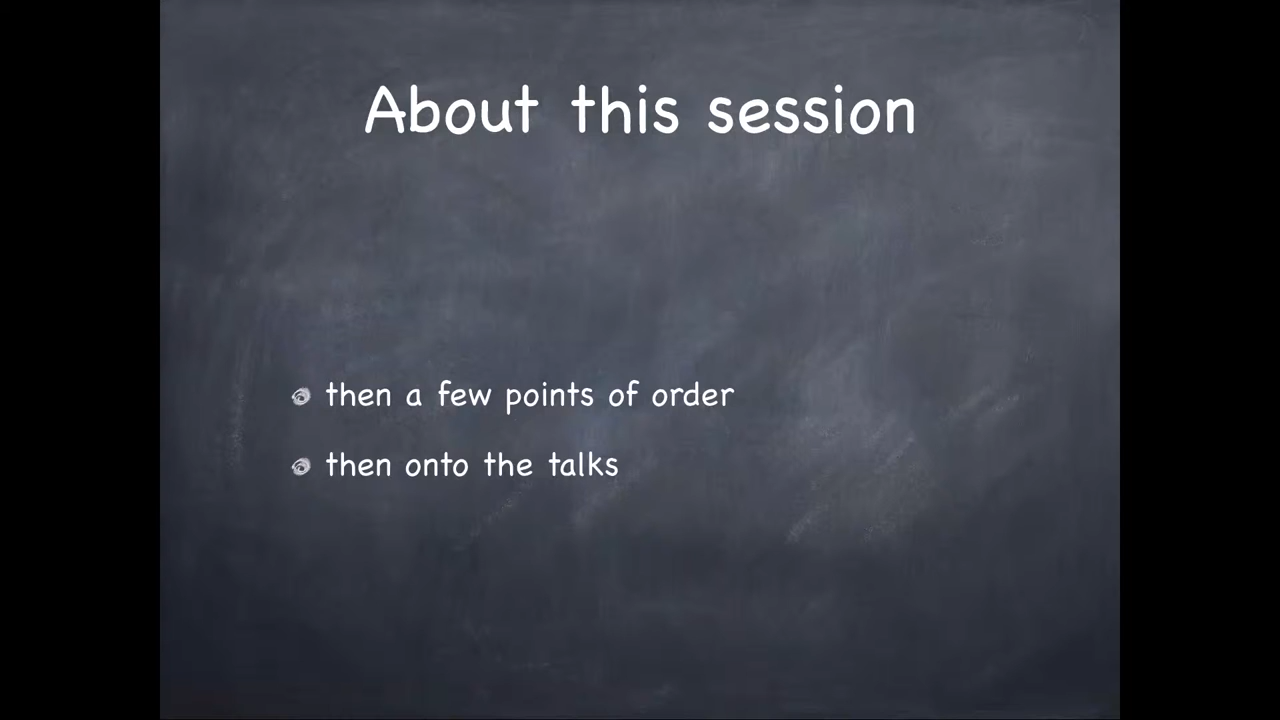 About this session
then a few points of order
then onto the talks